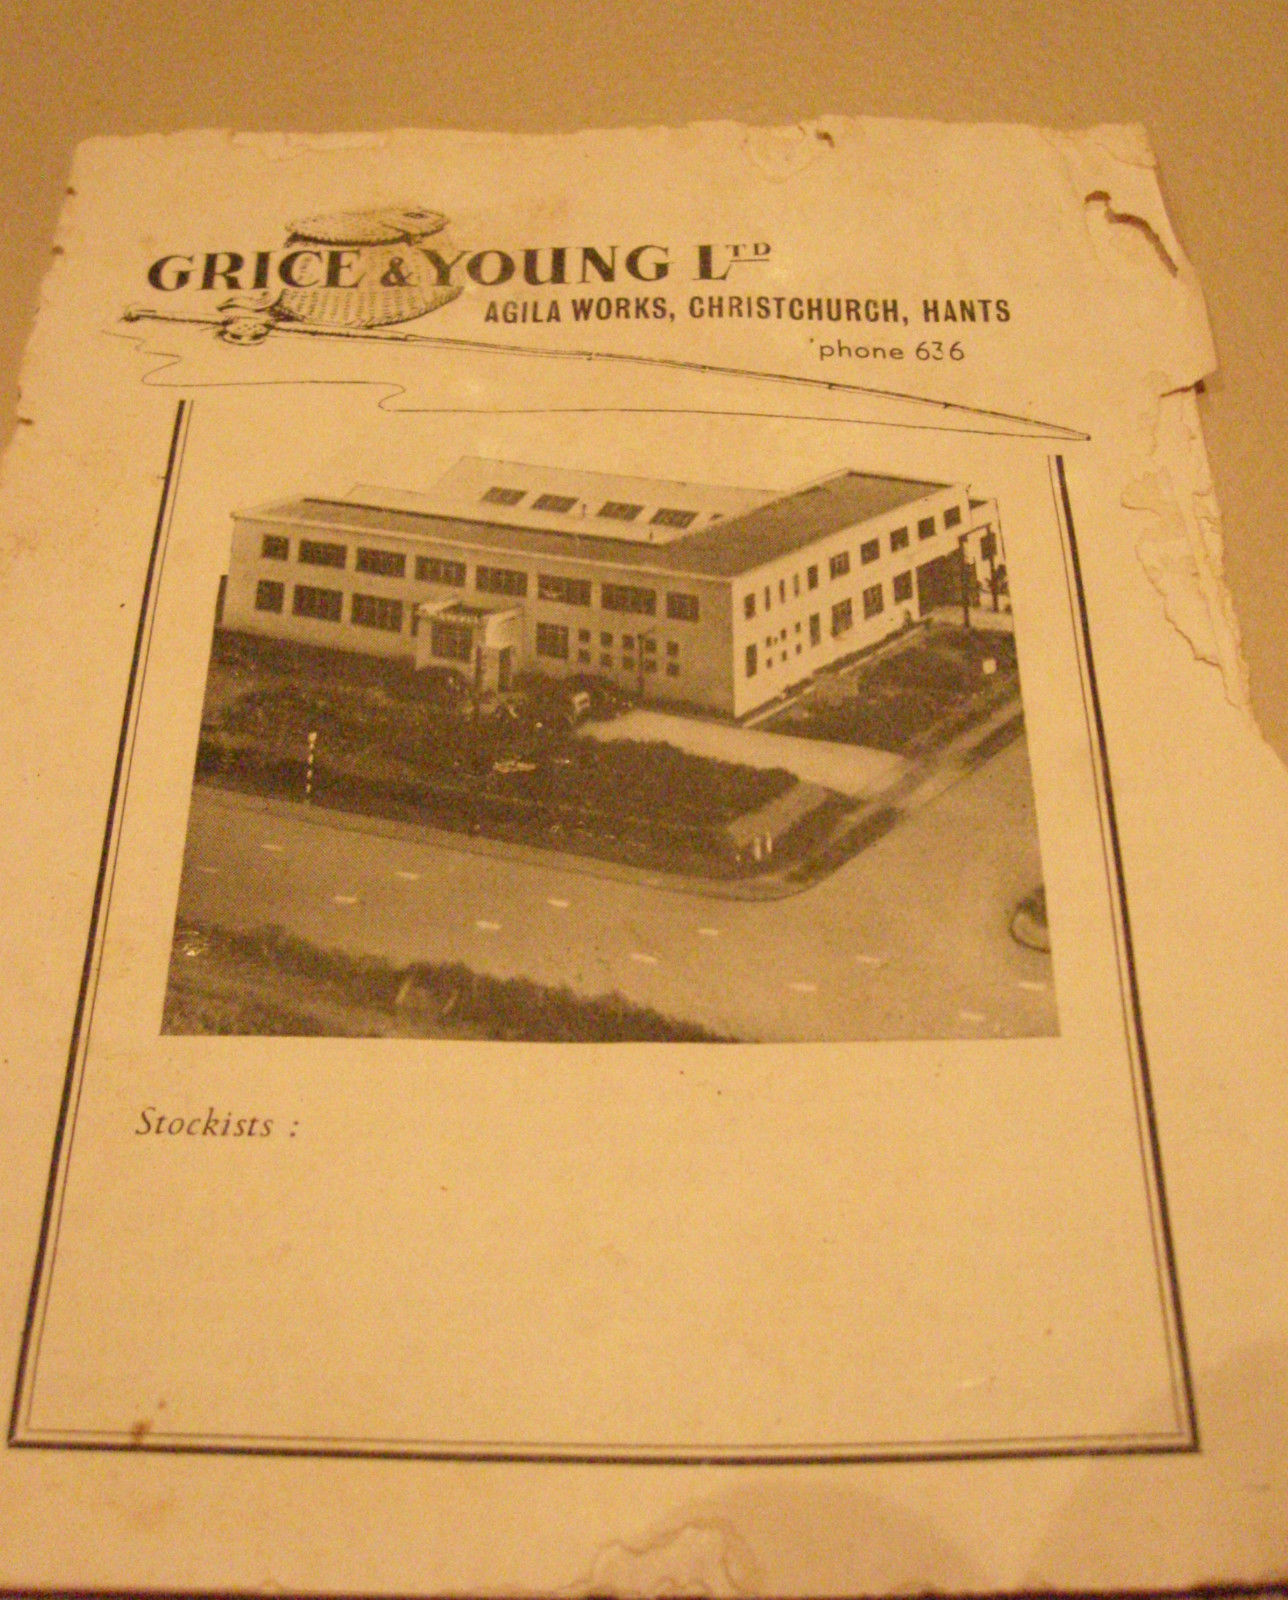 GRICE & YOUNG LTD
AGILA WORKS, CHRISTCHURCH, HANTS
'phone 636
Stockists :